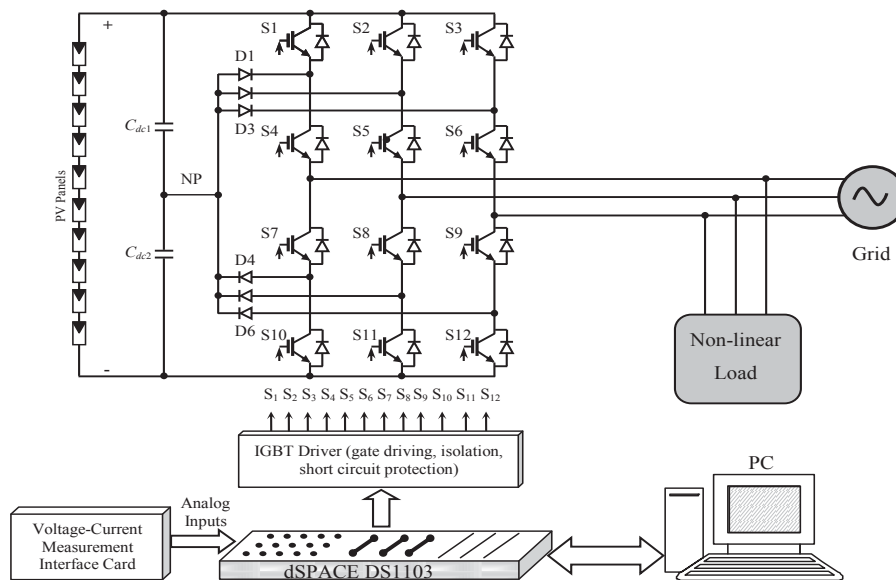 +
S1
S2
S3
D1
D3
C_dc1
S4
S5
S6
PV Panels
NP
S7
S8
S9
C_dc2
D4
D6
S10
S11
S12
-
Grid
Non-linear
Load
S₁ S₂ S₃ S₄ S₅ S₆ S₇ S₈ S₉ S₁₀ S₁₁ S₁₂
IGBT Driver (gate driving, isolation,
short circuit protection)
PC
Analog
Inputs
Voltage-Current
Measurement
Interface Card
dSPACE DS1103